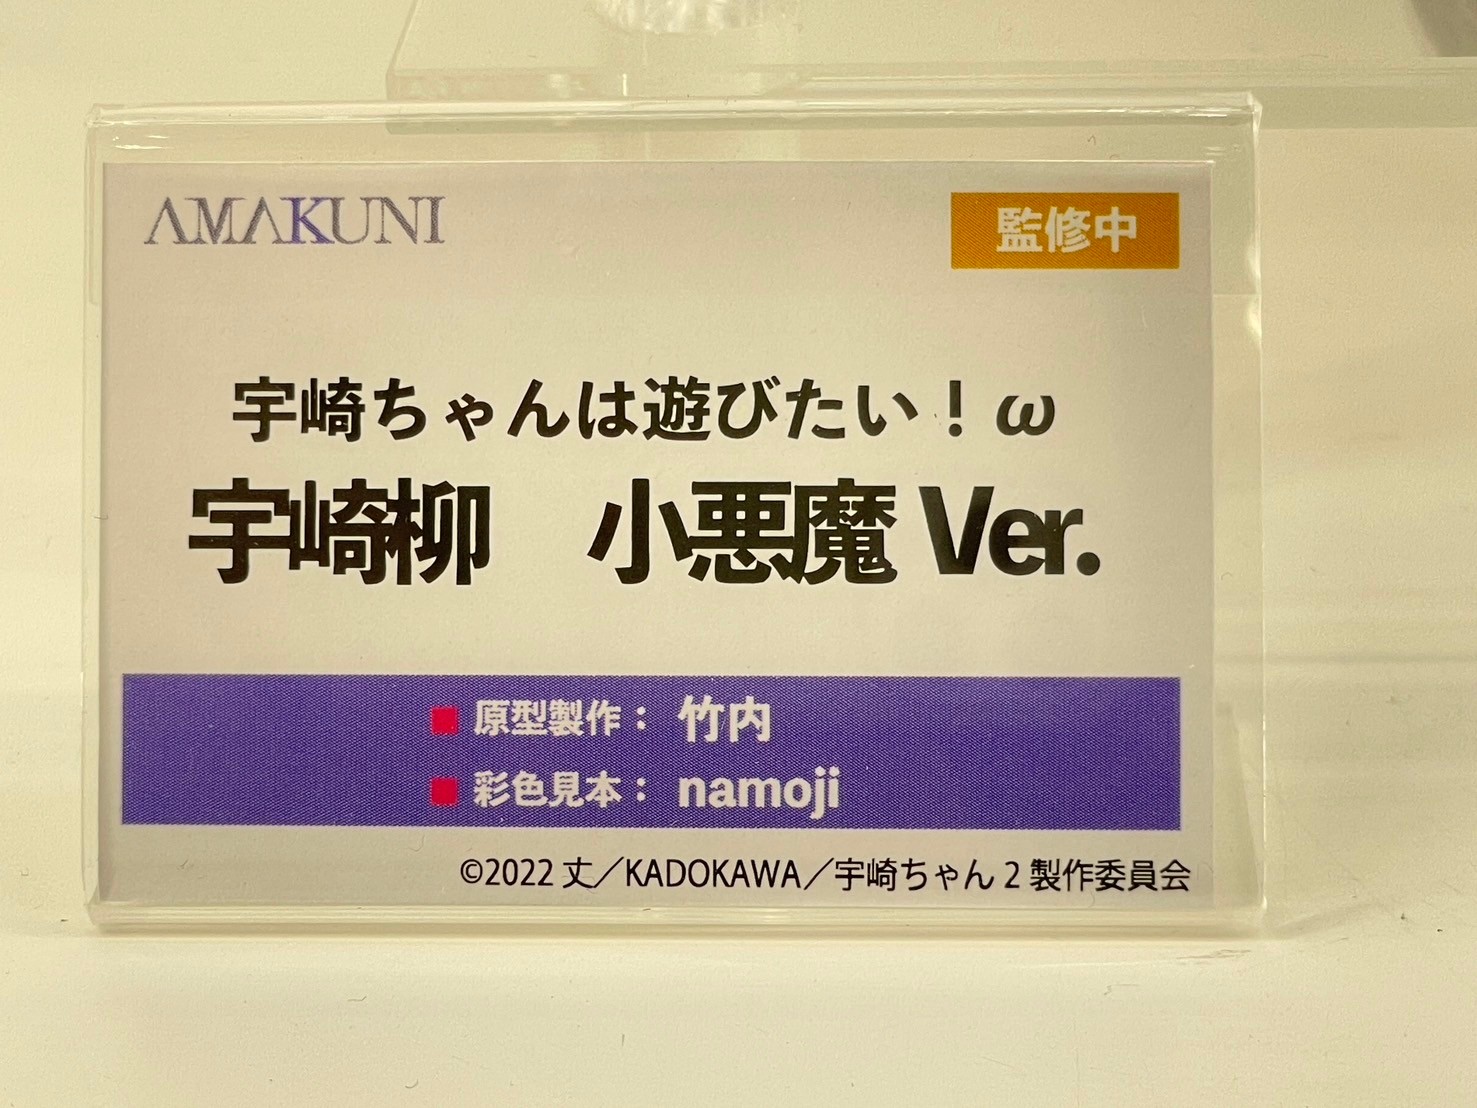 AMAKUNI
監修中
宇崎ちゃんは遊びたい！ω
宇崎柳　小悪魔 Ver.
■ 原型製作： 竹内
■ 彩色見本： namoji
©2022 丈／KADOKAWA／宇崎ちゃん 2 製作委員会